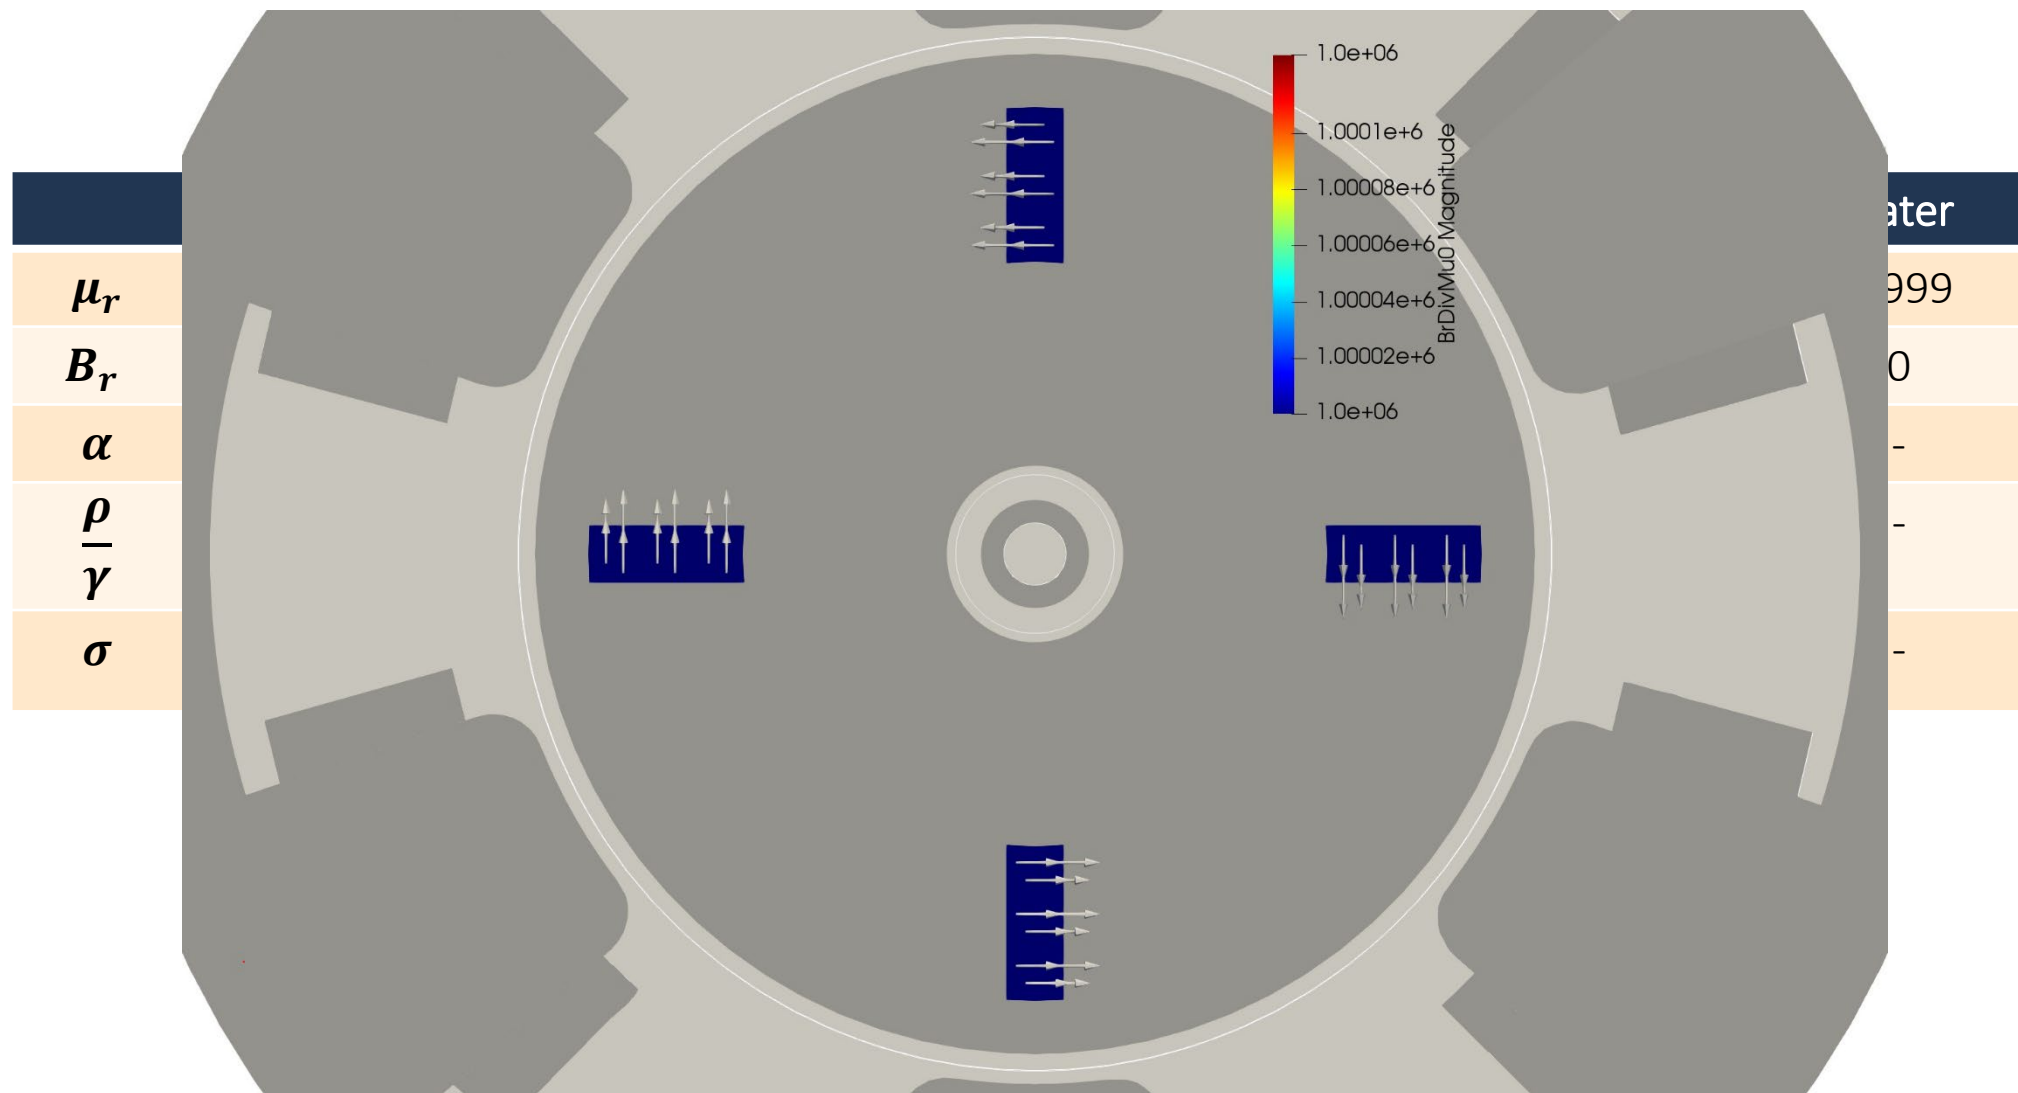 1.0e+06
1.0001e+6
1.00008e+6
1.00006e+6
1.00004e+6
1.00002e+6
1.0e+06
BrDivMu0 Magnitude
μᵣ 999
Bᵣ 0
α -
ρ
γ
-
σ -